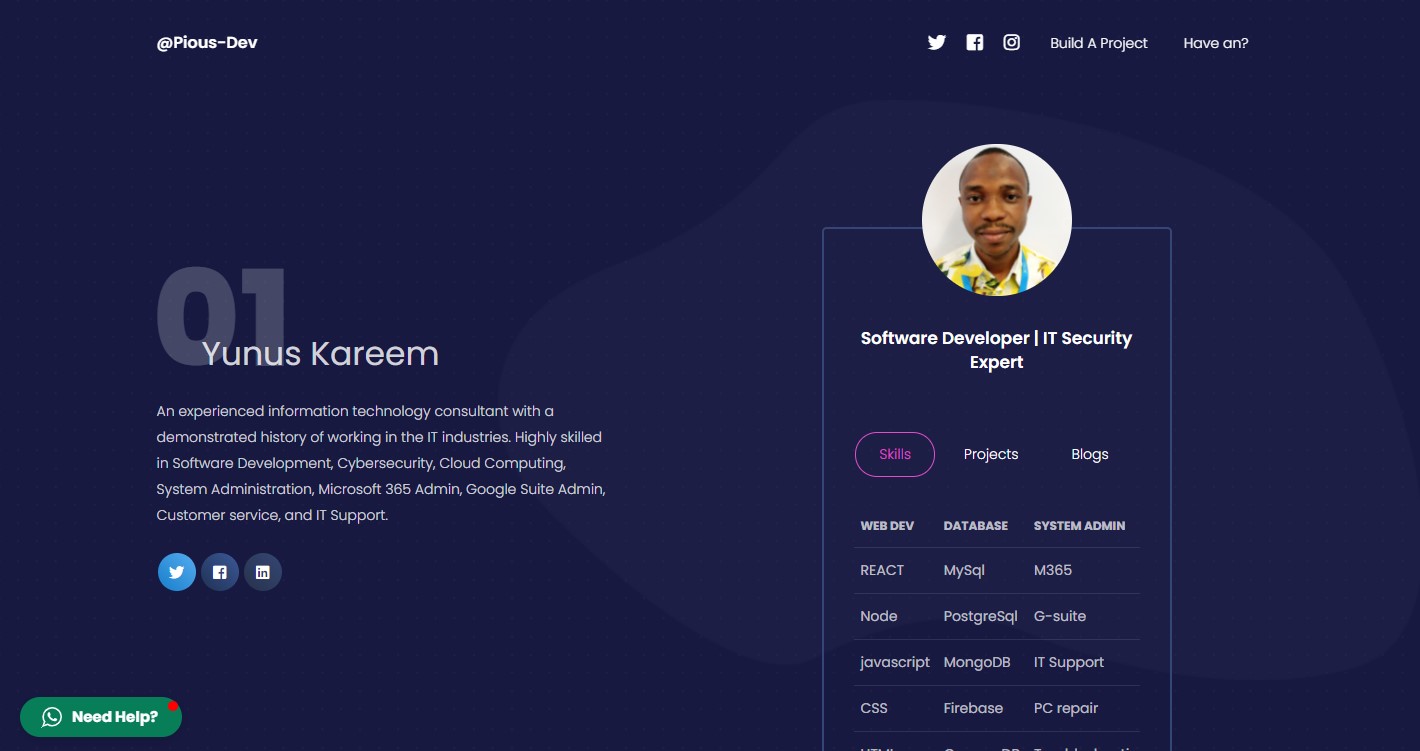 @Pious-Dev
Build A Project
Have an?
01
Yunus Kareem
An experienced information technology consultant with a
demonstrated history of working in the IT industries. Highly skilled
in Software Development, Cybersecurity, Cloud Computing,
System Administration, Microsoft 365 Admin, Google Suite Admin,
Customer service, and IT Support.
Need Help?
Software Developer | IT Security
Expert
Skills Projects Blogs
WEB DEV DATABASE SYSTEM ADMIN
REACT MySql M365
Node PostgreSql G-suite
javascript MongoDB IT Support
CSS Firebase PC repair